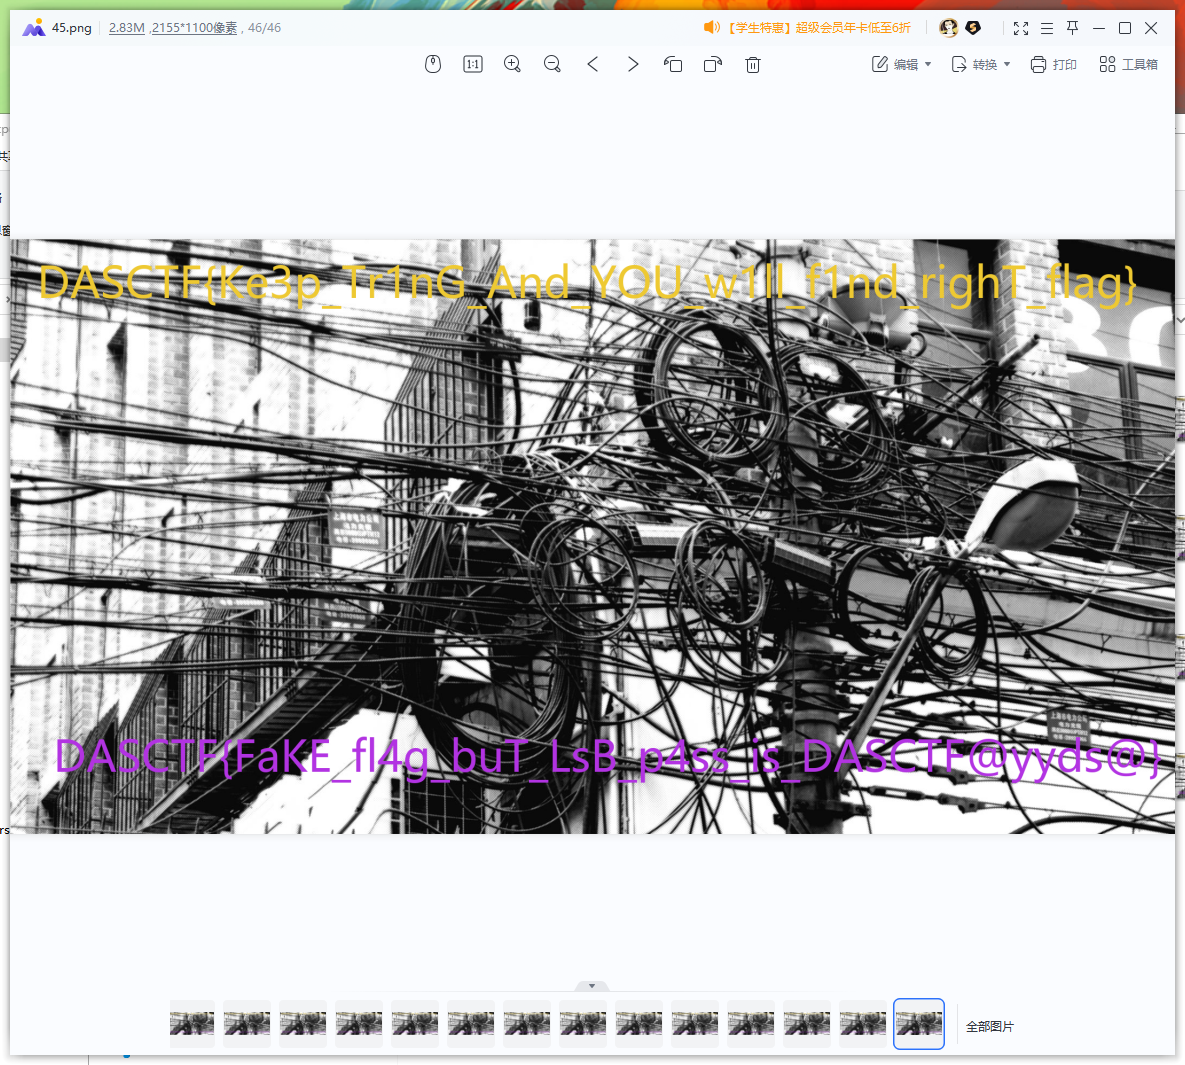 45.png 2.83M ,2155*1100像素 , 46/46 【学生特惠】超级会员年卡低至6折
1:1 编辑 转换 打印 工具箱
DASCTF{Ke3p_Tr1nG_And_YOU_w1ll_f1nd_righT_flag}
DASCTF{FaKE_fl4g_buT_LsB_p4ss_is_DASCTF@yyds@}
全部图片